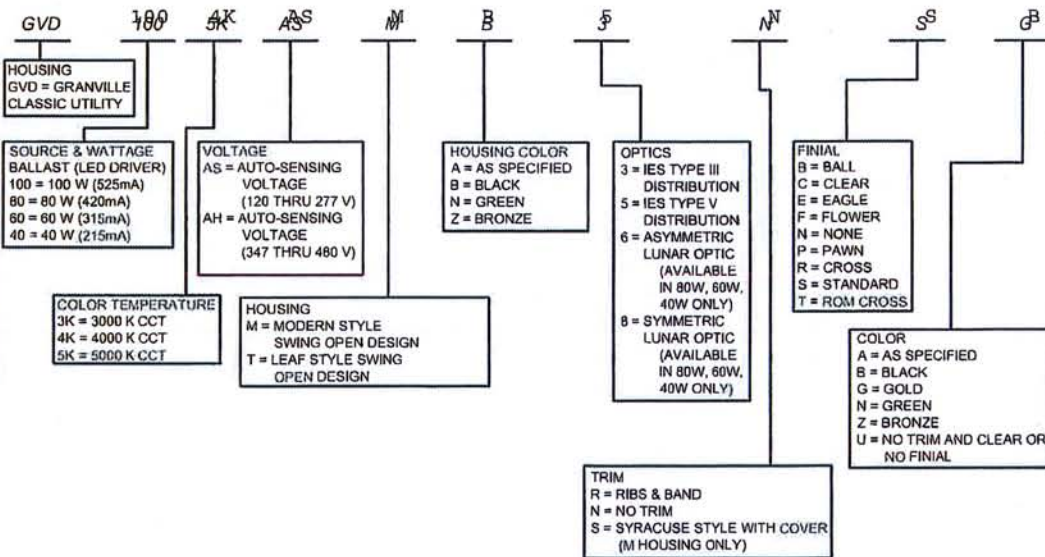 100 4K AS M B 5 N S B
GVD 100 5K AS M B 3 N S G
HOUSING
GVD = GRANVILLE
CLASSIC UTILITY
SOURCE & WATTAGE
BALLAST (LED DRIVER)
100 = 100 W (525mA)
80 = 80 W (420mA)
60 = 60 W (315mA)
40 = 40 W (215mA)
VOLTAGE
AS = AUTO-SENSING
VOLTAGE
(120 THRU 277 V)
AH = AUTO-SENSING
VOLTAGE
(347 THRU 480 V)
HOUSING COLOR
A = AS SPECIFIED
B = BLACK
N = GREEN
Z = BRONZE
OPTICS
3 = IES TYPE III
DISTRIBUTION
5 = IES TYPE V
DISTRIBUTION
6 = ASYMMETRIC
LUNAR OPTIC
(AVAILABLE
IN 80W, 60W,
40W ONLY)
8 = SYMMETRIC
LUNAR OPTIC
(AVAILABLE
IN 80W, 60W,
40W ONLY)
FINIAL
B = BALL
C = CLEAR
E = EAGLE
F = FLOWER
N = NONE
P = PAWN
R = CROSS
S = STANDARD
T = ROM CROSS
COLOR TEMPERATURE
3K = 3000 K CCT
4K = 4000 K CCT
5K = 5000 K CCT
HOUSING
M = MODERN STYLE
SWING OPEN DESIGN
T = LEAF STYLE SWING
OPEN DESIGN
COLOR
A = AS SPECIFIED
B = BLACK
G = GOLD
N = GREEN
Z = BRONZE
U = NO TRIM AND CLEAR OR
NO FINIAL
TRIM
R = RIBS & BAND
N = NO TRIM
S = SYRACUSE STYLE WITH COVER
(M HOUSING ONLY)